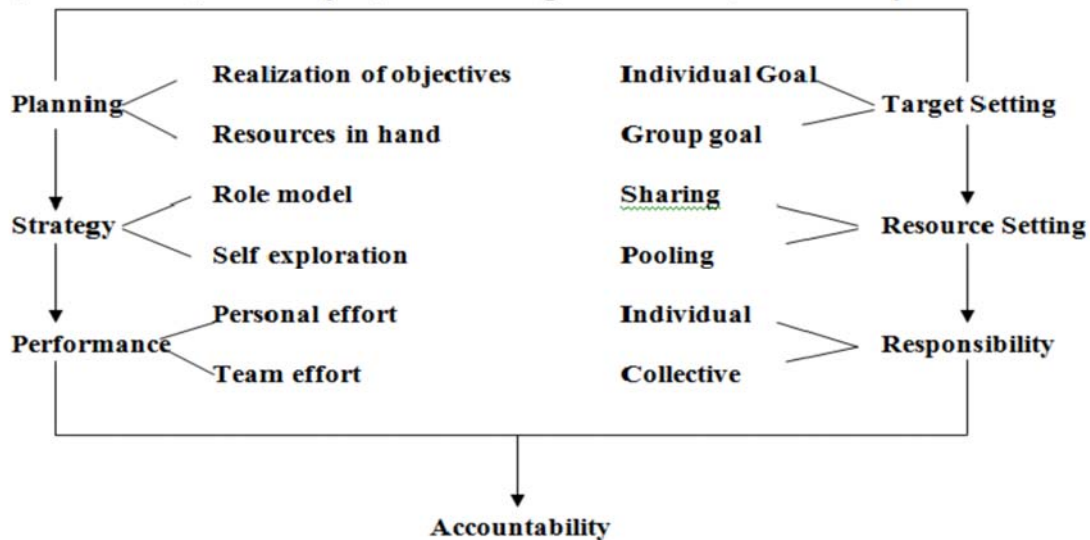 Realization of objectives
Individual Goal
Planning
Target Setting
Resources in hand
Group goal
Role model
Sharing
Strategy
Resource Setting
Self exploration
Pooling
Personal effort
Individual
Performance
Responsibility
Team effort
Collective
Accountability